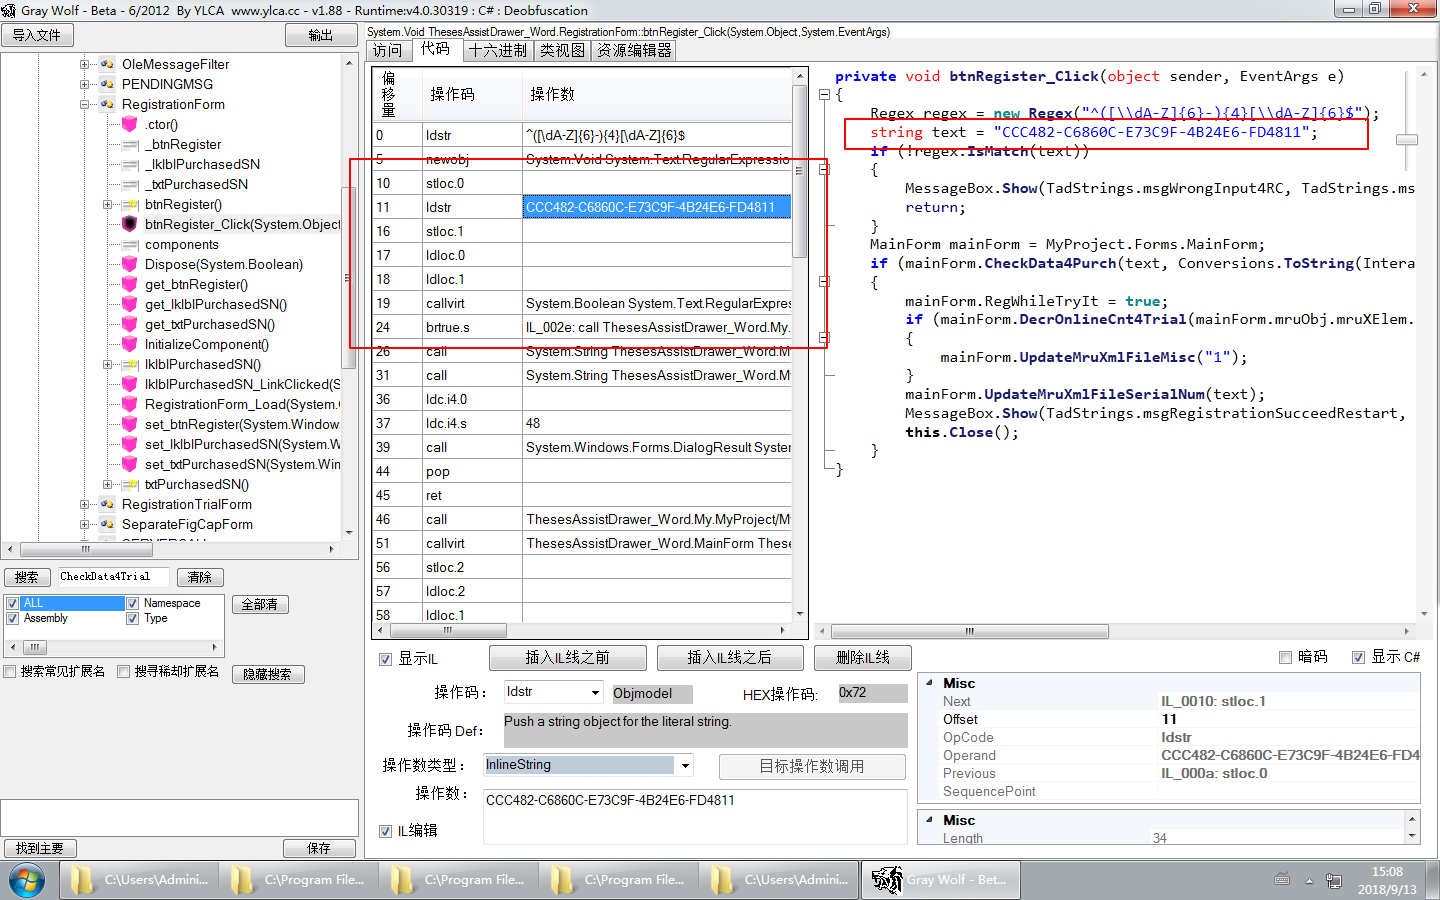 Gray Wolf - Beta - 6/2012  By YLCA  www.ylca.cc - v1.88 - Runtime:v4.0.30319 : C# : Deobfuscation
导入文件
输出
OleMessageFilter
PENDINGMSG
RegistrationForm
.ctor()
_btnRegister
_lklblPurchasedSN
_txtPurchasedSN
btnRegister()
btnRegister_Click(System.Object
components
Dispose(System.Boolean)
get_btnRegister()
get_lklblPurchasedSN()
get_txtPurchasedSN()
InitializeComponent()
lklblPurchasedSN()
lklblPurchasedSN_LinkClicked(S
RegistrationForm_Load(System.
set_btnRegister(System.Window
set_lklblPurchasedSN(System.W
set_txtPurchasedSN(System.Win
txtPurchasedSN()
RegistrationTrialForm
SeparateFigCapForm
搜索
CheckData4Trial
清除
ALL
Namespace
Assembly
Type
全部清
搜索常见扩展名
搜寻稀却扩展名
隐藏搜索
找到主要
保存
System.Void ThesesAssistDrawer_Word.RegistrationForm::btnRegister_Click(System.Object,System.EventArgs)
访问
代码
十六进制
类视图
资源编辑器
偏移量 操作码 操作数
0 ldstr ^([\dA-Z]{6}-){4}[\dA-Z]{6}$
5 newobj System.Void System.Text.RegularExpressio
10 stloc.0
11 ldstr CCC482-C6860C-E73C9F-4B24E6-FD4811
16 stloc.1
17 ldloc.0
18 ldloc.1
19 callvirt System.Boolean System.Text.RegularExpres
24 brtrue.s IL_002e: call ThesesAssistDrawer_Word.My.
26 call System.String ThesesAssistDrawer_Word.M
31 call System.String ThesesAssistDrawer_Word.M
36 ldc.i4.0
37 ldc.i4.s 48
39 call System.Windows.Forms.DialogResult System
44 pop
45 ret
46 call ThesesAssistDrawer_Word.My.MyProject/M
51 callvirt ThesesAssistDrawer_Word.MainForm These
56 stloc.2
57 ldloc.2
58 ldloc.1
private void btnRegister_Click(object sender, EventArgs e)
{
Regex regex = new Regex("^([\\dA-Z]{6}-){4}[\\dA-Z]{6}$");
string text = "CCC482-C6860C-E73C9F-4B24E6-FD4811";
if (!regex.IsMatch(text))
{
MessageBox.Show(TadStrings.msgWrongInput4RC, TadStrings.ms
return;
}
MainForm mainForm = MyProject.Forms.MainForm;
if (mainForm.CheckData4Purch(text, Conversions.ToString(Intera
{
mainForm.RegWhileTryIt = true;
if (mainForm.DecrOnlineCnt4Trial(mainForm.mruObj.mruXElem.
{
mainForm.UpdateMruXmlFileMisc("1");
}
mainForm.UpdateMruXmlFileSerialNum(text);
MessageBox.Show(TadStrings.msgRegistrationSucceedRestart,
this.Close();
}
}
显示IL
插入IL线之前
插入IL线之后
删除IL线
暗码
显示 C#
操作码： ldstr Objmodel HEX操作码: 0x72
操作码 Def： Push a string object for the literal string.
操作数类型： InlineString 目标操作数调用
操作数： CCC482-C6860C-E73C9F-4B24E6-FD4811
IL编辑
Misc
Next IL_0010: stloc.1
Offset 11
OpCode ldstr
Operand CCC482-C6860C-E73C9F-4B24E6-FD4
Previous IL_000a: stloc.0
SequencePoint
Misc
Length 34
C:\Users\Admini...
C:\Program File...
C:\Program File...
C:\Program File...
C:\Users\Admini...
Gray Wolf - Bet...
15:08
2018/9/13